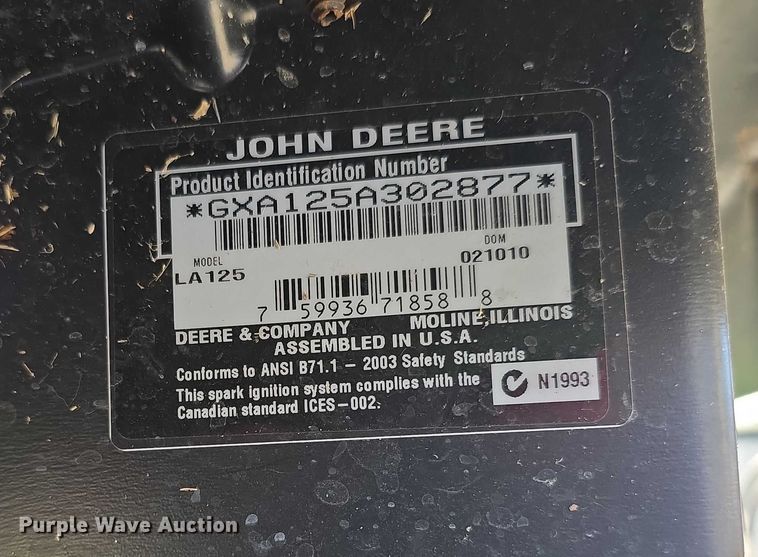 JOHN DEERE
Product Identification Number
*GXA125A302877*
MODEL DOM
LA125 021010
7 59936 71858 8
DEERE & COMPANY MOLINE, ILLINOIS
ASSEMBLED IN U.S.A.
Conforms to ANSI B71.1 - 2003 Safety Standards
This spark ignition system complies with the
Canadian standard ICES-002.
N1993
Purple Wave Auction